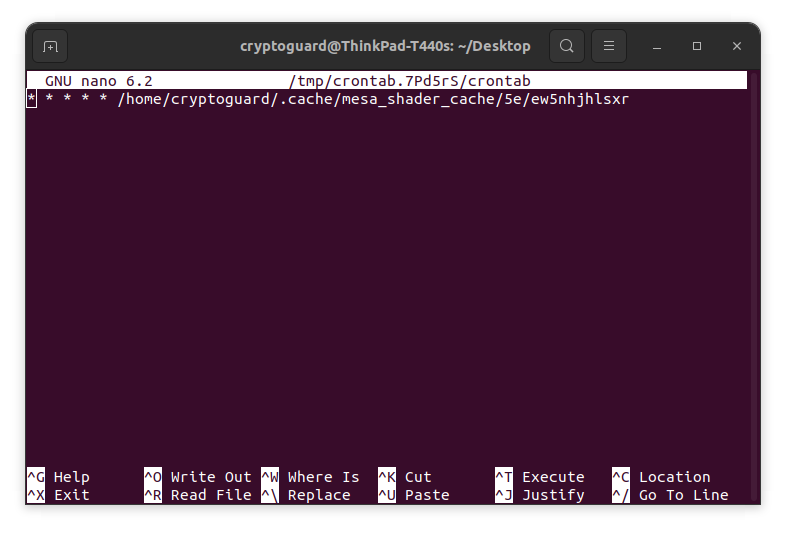 cryptoguard@ThinkPad-T440s: ~/Desktop
GNU nano 6.2 /tmp/crontab.7Pd5rS/crontab
* * * * * /home/cryptoguard/.cache/mesa_shader_cache/5e/ew5nhjhlsxr
^G Help ^O Write Out ^W Where Is ^K Cut ^T Execute ^C Location
^X Exit ^R Read File ^\ Replace ^U Paste ^J Justify ^/ Go To Line